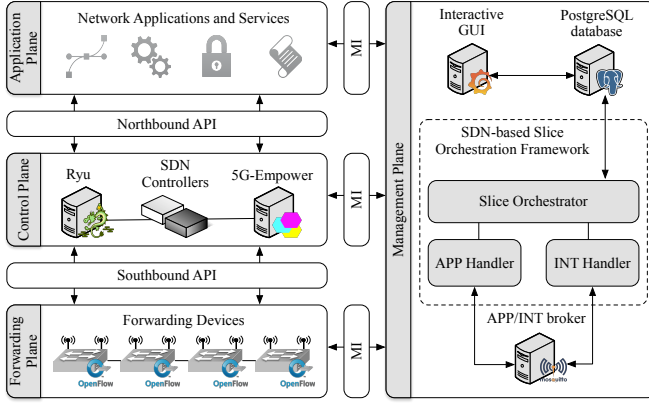 Application
Plane
Network Applications and Services
MI
Northbound API
Control Plane
Ryu
SDN
Controllers
5G-Empower
MI
Southbound API
Forwarding
Plane
Forwarding Devices
OpenFlow
OpenFlow
OpenFlow
OpenFlow
MI
Management Plane
Interactive
GUI
PostgreSQL
database
SDN-based Slice
Orchestration Framework
Slice Orchestrator
APP Handler
INT Handler
APP/INT broker
mosquitto